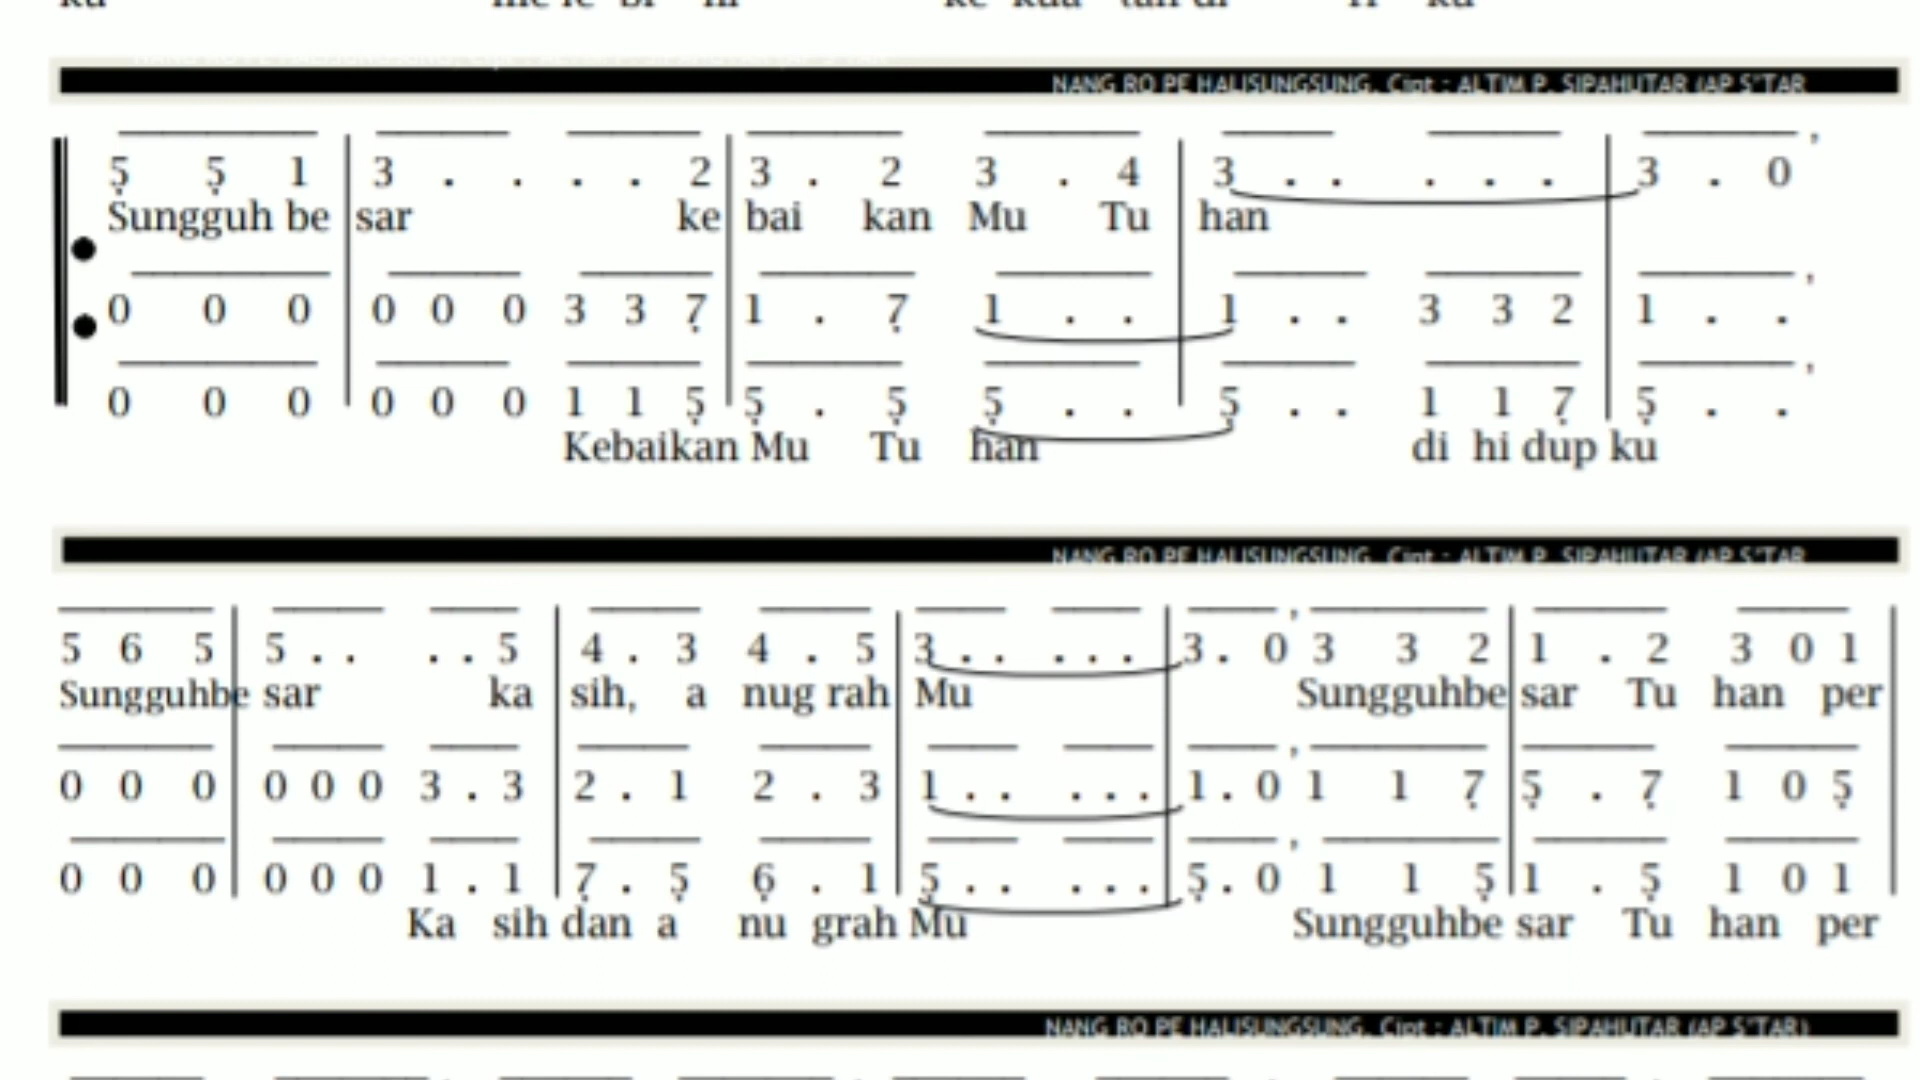 NANG RO PE HALISUNGSUNG. Cipt : ALTIM P. SIPAHUTAR (AP S'TAR
5̣ 5̣ 1 | 3 . . . . 2 | 3 . 2 3 . 4 | 3 . . . . . | 3 . 0
Sungguh be sar ke bai kan Mu Tu han
0 0 0 | 0 0 0 3 3 7̣ | 1 . 7̣ 1 . . | 1 . . 3 3 2 | 1 . .
0 0 0 | 0 0 0 1 1 5̣ | 5̣ . 5̣ 5̣ . . | 5̣ . . 1 1 7̣ | 5̣ . .
Kebaikan Mu Tu han di hi dup ku
NANG RO PE HALISUNGSUNG. Cipt : ALTIM P. SIPAHUTAR (AP S'TAR
5 6 5 | 5 . . . . 5 | 4 . 3 4 . 5 | 3 . . . . . | 3 . 0 3 3 2 | 1 . 2 3 0 1 |
Sungguhbe sar ka sih, a nug rah Mu Sungguhbe sar Tu han per
0 0 0 | 0 0 0 3 . 3 | 2 . 1 2 . 3 | 1 . . . . . | 1 . 0 1 1 7̣ | 5̣ . 7̣ 1 0 5̣ |
0 0 0 | 0 0 0 1 . 1 | 7̣ . 5̣ 6̣ . 1 | 5̣ . . . . . | 5̣ . 0 1 1 5̣ | 1 . 5̣ 1 0 1 |
Ka sih dan a nu grah Mu Sungguhbe sar Tu han per
NANG RO PE HALISUNGSUNG. Cipt : ALTIM P. SIPAHUTAR (AP S'TAR)